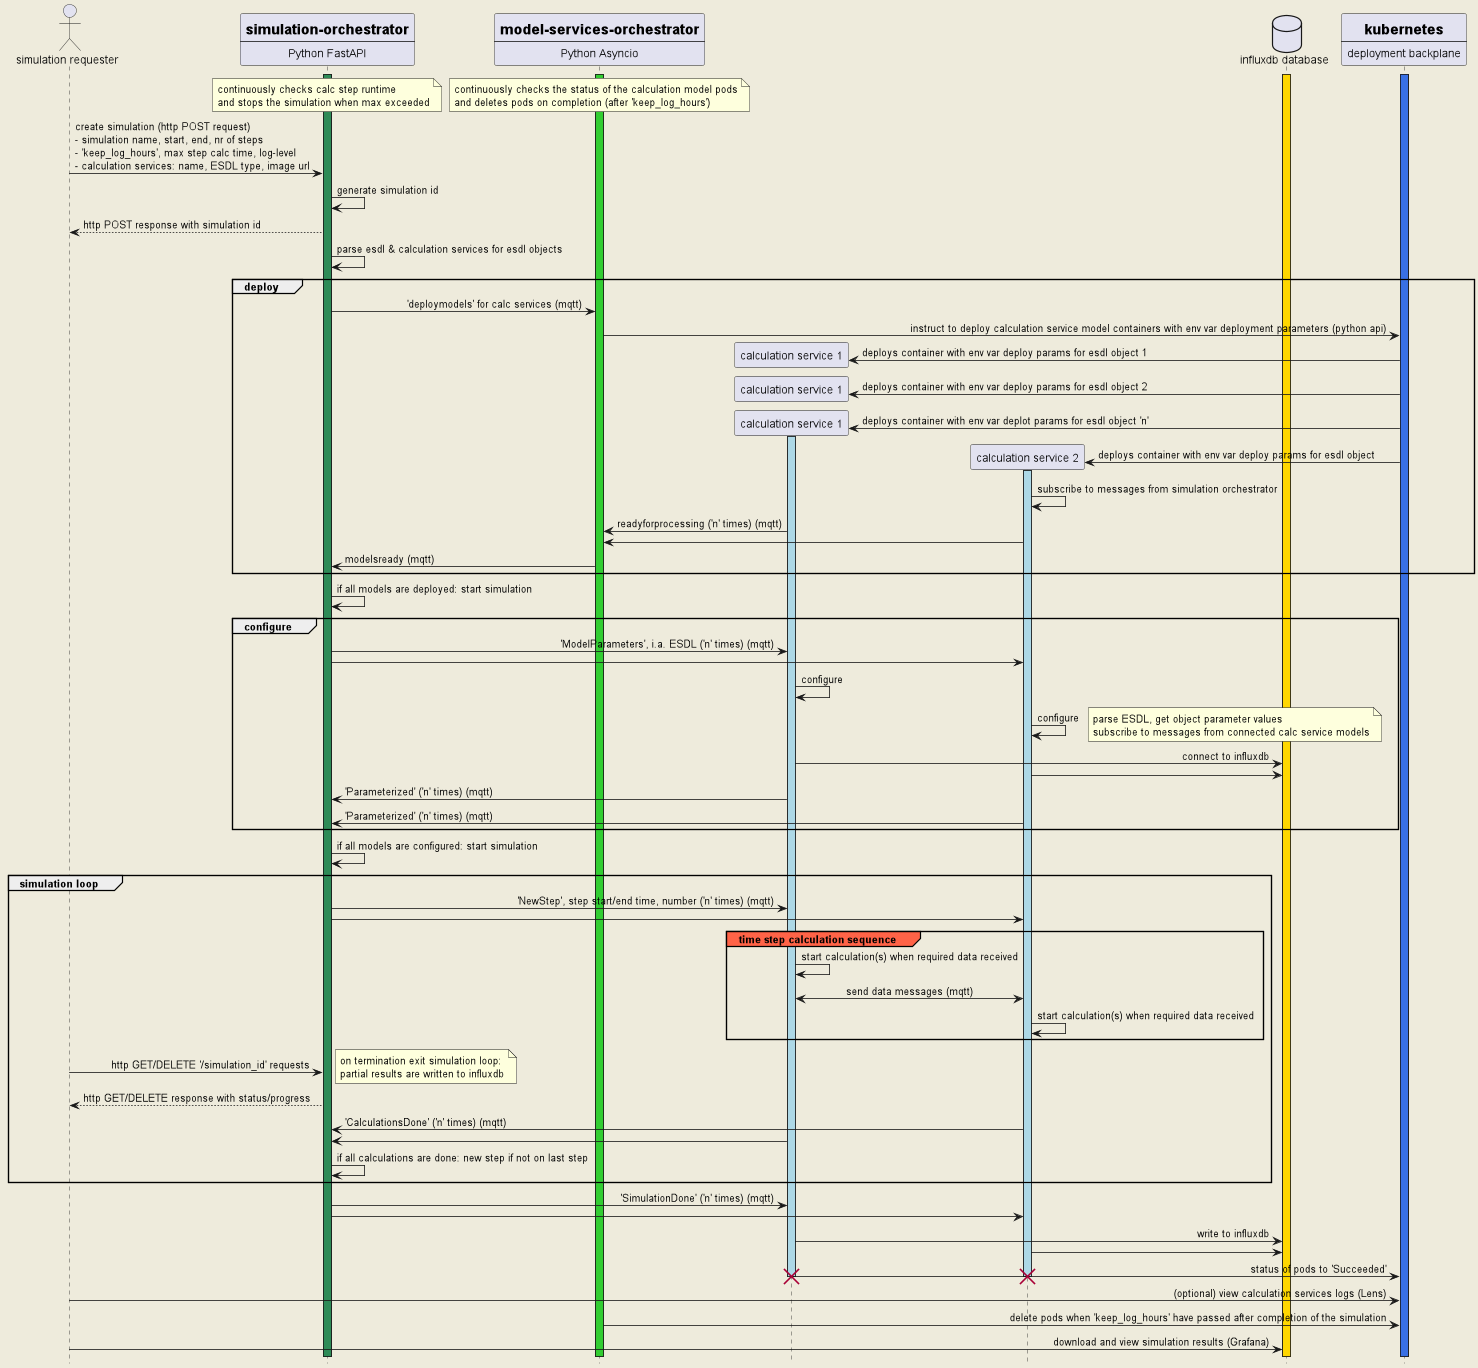 simulation requester
simulation-orchestrator
Python FastAPI
model-services-orchestrator
Python Asyncio
influxdb database
kubernetes
deployment backplane
continuously checks calc step runtime
and stops the simulation when max exceeded
continuously checks the status of the calculation model pods
and deletes pods on completion (after 'keep_log_hours')
create simulation (http POST request)
- simulation name, start, end, nr of steps
- 'keep_log_hours', max step calc time, log-level
- calculation services: name, ESDL type, image url
generate simulation id
http POST response with simulation id
parse esdl & calculation services for esdl objects
deploy
'deploymodels' for calc services (mqtt)
instruct to deploy calculation service model containers with env var deployment parameters (python api)
calculation service 1
deploys container with env var deploy params for esdl object 1
calculation service 1
deploys container with env var deploy params for esdl object 2
calculation service 1
deploys container with env var deplot params for esdl object 'n'
calculation service 2
deploys container with env var deploy params for esdl object
subscribe to messages from simulation orchestrator
readyforprocessing ('n' times) (mqtt)
modelsready (mqtt)
if all models are deployed: start simulation
configure
'ModelParameters', i.a. ESDL ('n' times) (mqtt)
configure
configure
parse ESDL, get object parameter values
subscribe to messages from connected calc service models
connect to influxdb
'Parameterized' ('n' times) (mqtt)
'Parameterized' ('n' times) (mqtt)
if all models are configured: start simulation
simulation loop
'NewStep', step start/end time, number ('n' times) (mqtt)
time step calculation sequence
start calculation(s) when required data received
send data messages (mqtt)
start calculation(s) when required data received
http GET/DELETE '/simulation_id' requests
on termination exit simulation loop:
partial results are written to influxdb
http GET/DELETE response with status/progress
'CalculationsDone' ('n' times) (mqtt)
if all calculations are done: new step if not on last step
'SimulationDone' ('n' times) (mqtt)
write to influxdb
status of pods to 'Succeeded'
(optional) view calculation services logs (Lens)
delete pods when 'keep_log_hours' have passed after completion of the simulation
download and view simulation results (Grafana)